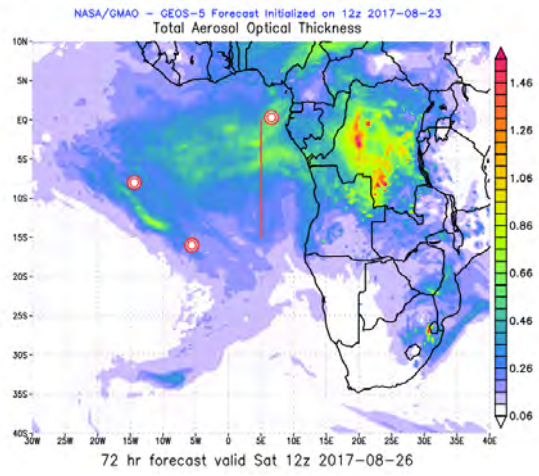 NASA/GMAO - GEOS-5 Forecast Initialized on 12z 2017-08-23
Total Aerosol Optical Thickness
10N
5N
EQ
5S
10S
15S
20S
25S
30S
35S
40S
30W 25W 20W 15W 10W 5W 0 5E 10E 15E 20E 25E 30E 35E 40E
1.46
1.26
1.06
0.86
0.66
0.46
0.26
0.06
72 hr forecast valid Sat 12z 2017-08-26